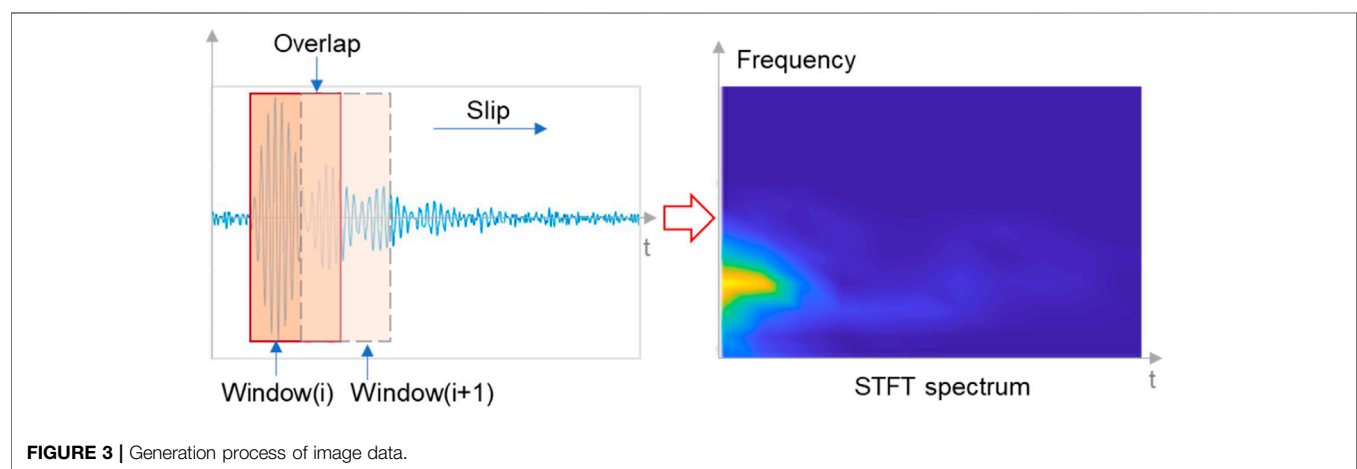 Overlap
Slip
t
Window(i)
Window(i+1)
Frequency
t
STFT spectrum
FIGURE 3 | Generation process of image data.